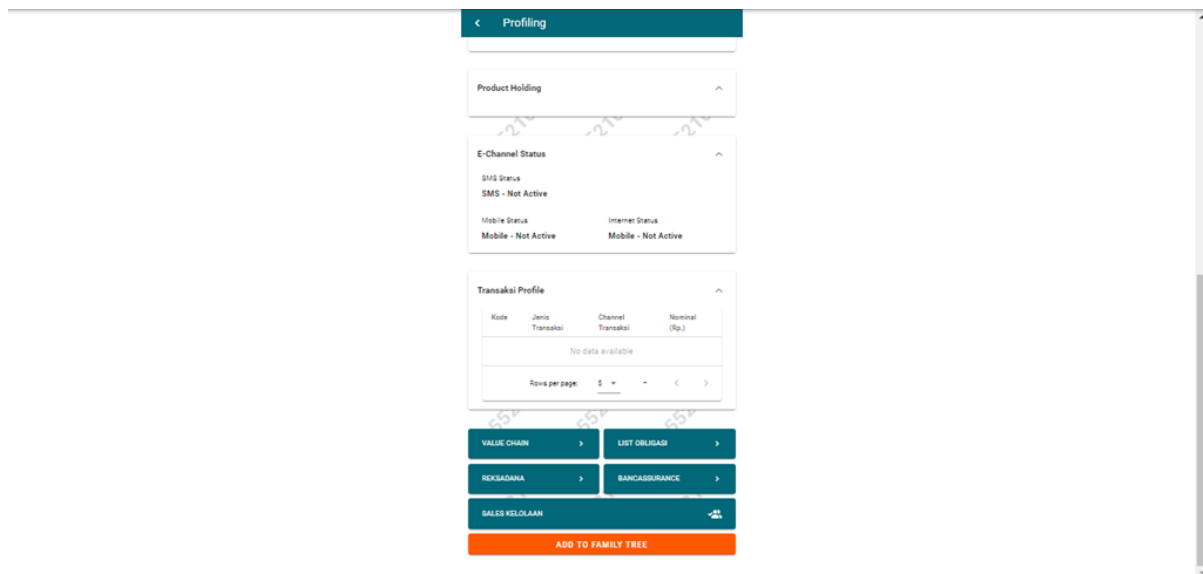 Profiling
Product Holding
E-Channel Status
SMS Status
SMS - Not Active
Mobile Status Internet Status
Mobile - Not Active Mobile - Not Active
Transaksi Profile
Kode Jenis Transaksi Channel Transaksi Nominal (Rp.)
No data available
Rows per page: 5 -
VALUE CHAIN LIST OBLIGASI
REKSADANA BANCASSURANCE
SALES KELOLAAN
ADD TO FAMILY TREE